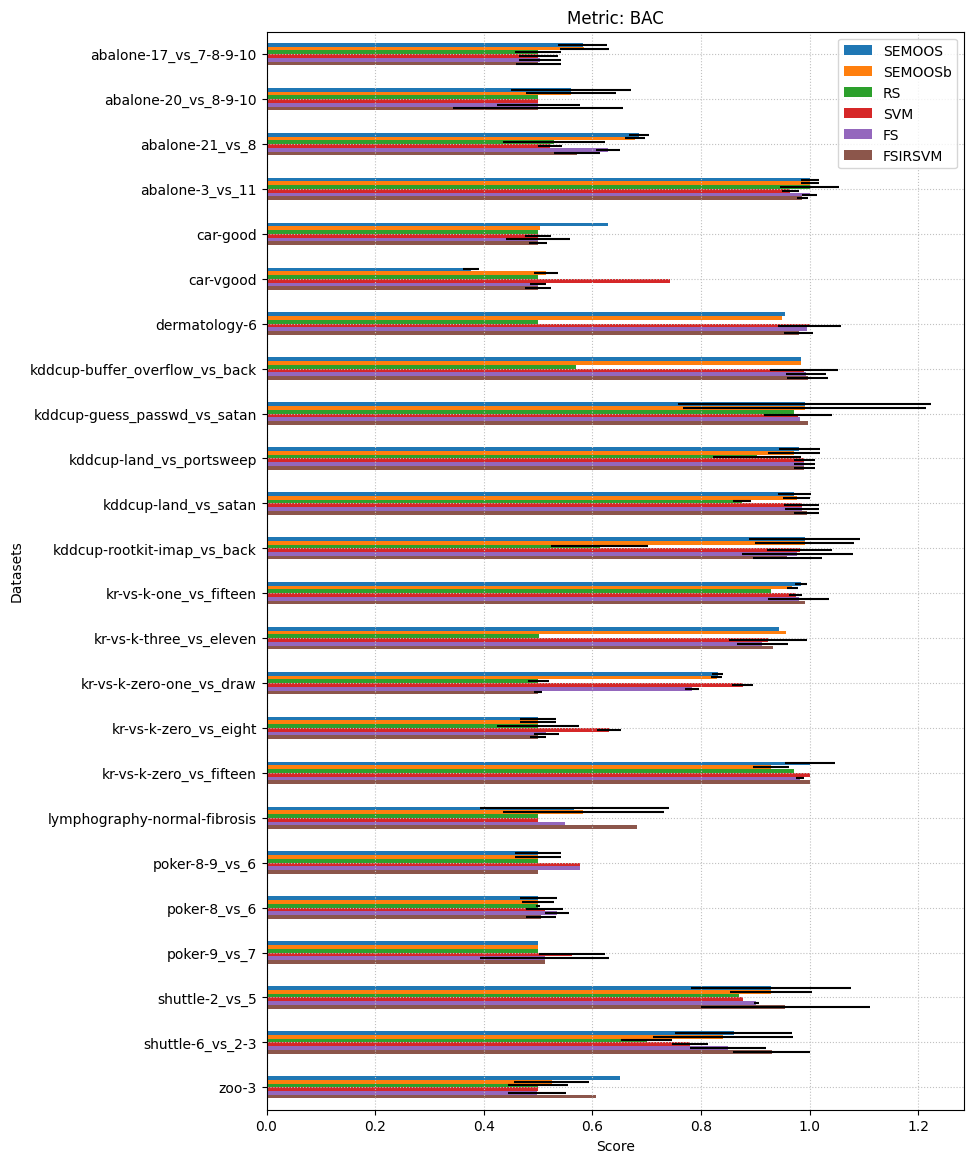 Metric: BAC
SEMOOS
SEMOOSb
RS
SVM
FS
FSIRSVM
Datasets
abalone-17_vs_7-8-9-10
abalone-20_vs_8-9-10
abalone-21_vs_8
abalone-3_vs_11
car-good
car-vgood
dermatology-6
kddcup-buffer_overflow_vs_back
kddcup-guess_passwd_vs_satan
kddcup-land_vs_portsweep
kddcup-land_vs_satan
kddcup-rootkit-imap_vs_back
kr-vs-k-one_vs_fifteen
kr-vs-k-three_vs_eleven
kr-vs-k-zero-one_vs_draw
kr-vs-k-zero_vs_eight
kr-vs-k-zero_vs_fifteen
lymphography-normal-fibrosis
poker-8-9_vs_6
poker-8_vs_6
poker-9_vs_7
shuttle-2_vs_5
shuttle-6_vs_2-3
zoo-3
0.0 0.2 0.4 0.6 0.8 1.0 1.2
Score